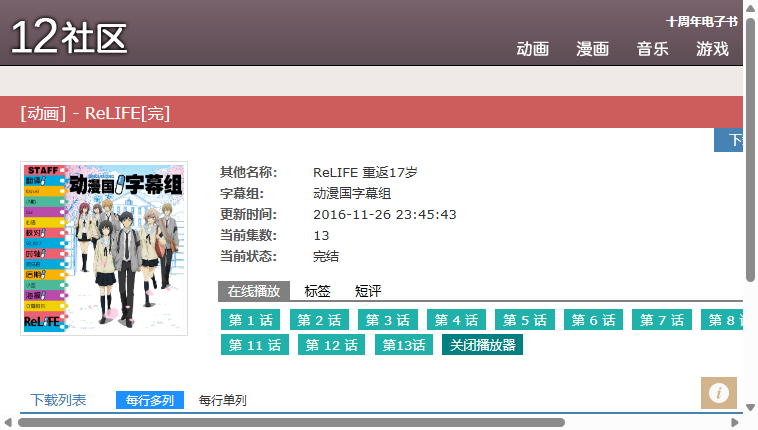 12社区
十周年电子书
动画 漫画 音乐 游戏
[动画] - ReLIFE[完]
下
STAFF
动漫国字幕组
翻译
校对
时轴
后期
海报
ReLIFE
其他名称: ReLIFE 重返17岁
字幕组: 动漫国字幕组
更新时间: 2016-11-26 23:45:43
当前集数: 13
当前状态: 完结
在线播放 标签 短评
第 1 话 第 2 话 第 3 话 第 4 话 第 5 话 第 6 话 第 7 话 第 8
第 11 话 第 12 话 第13话 关闭播放器
下载列表 每行多列 每行单列